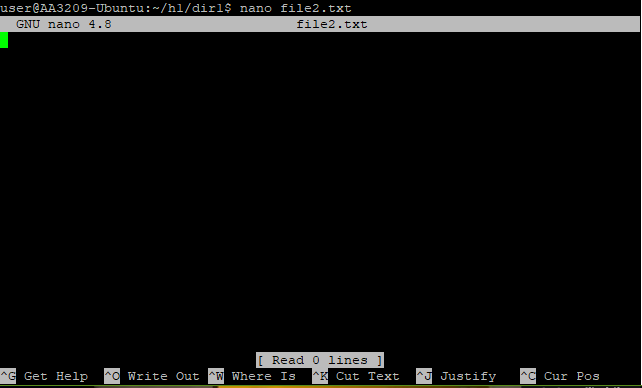 user@AA3209-Ubuntu:~/hl/dir1$ nano file2.txt
GNU nano 4.8 file2.txt
[ Read 0 lines ]
^G Get Help ^O Write Out ^W Where Is ^K Cut Text ^J Justify ^C Cur Pos